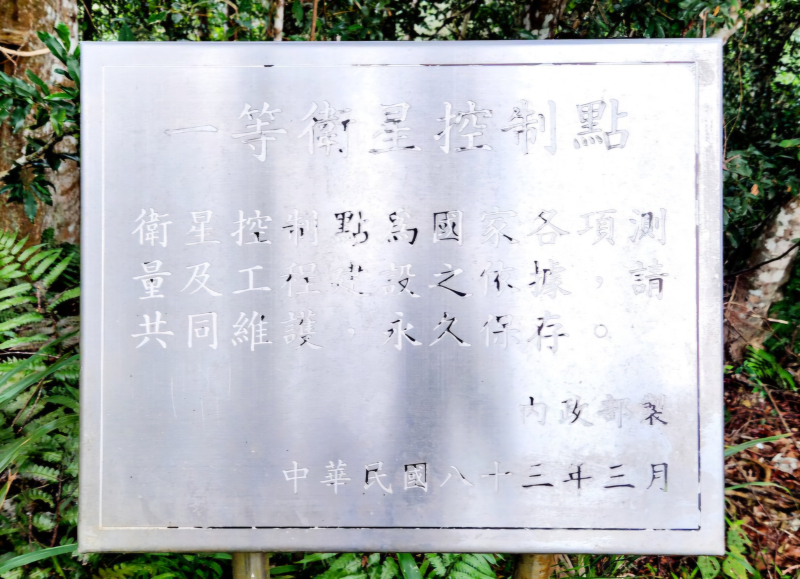 一等衛星控制點
衛星控制點為國家各項測
量及工程建設之依據，請
共同維護，永久保存。
內政部製
中華民國八十三年三月